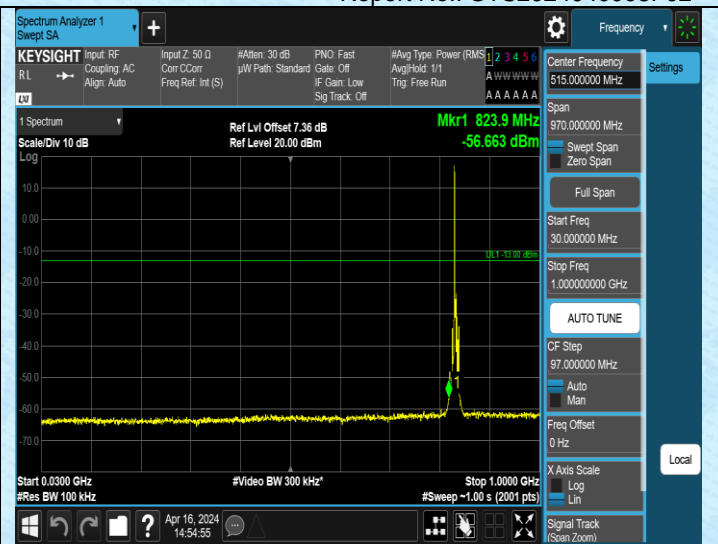 Spectrum Analyzer 1
Swept SA
+
Frequency
KEYSIGHT
RL
LXI
Input: RF
Coupling: AC
Align: Auto
Input Z: 50 Ω
Corr CCorr
Freq Ref: Int (S)
#Atten: 30 dB
µW Path: Standard
PNO: Fast
Gate: Off
IF Gain: Low
Sig Track: Off
#Avg Type: Power (RMS
Avg|Hold: 1/1
Trig: Free Run
1 2 3 4 5 6
A W W W W W
A A A A A A
1 Spectrum
Scale/Div 10 dB
Ref Lvl Offset 7.36 dB
Ref Level 20.00 dBm
Mkr1 823.9 MHz
-56.663 dBm
Log
10.0
0.00
-10.0
DL1 -13.00 dBm
-20.0
-30.0
-40.0
-50.0
-60.0
-70.0
Start 0.0300 GHz
#Res BW 100 kHz
#Video BW 300 kHz*
Stop 1.0000 GHz
#Sweep ~1.00 s (2001 pts)
Apr 16, 2024
14:54:55
?
Center Frequency
515.000000 MHz
Span
970.000000 MHz
Swept Span
Zero Span
Full Span
Start Freq
30.000000 MHz
Stop Freq
1.000000000 GHz
AUTO TUNE
CF Step
97.000000 MHz
Auto
Man
Freq Offset
0 Hz
X Axis Scale
Log
Lin
Signal Track
(Span Zoom)
Settings
Local